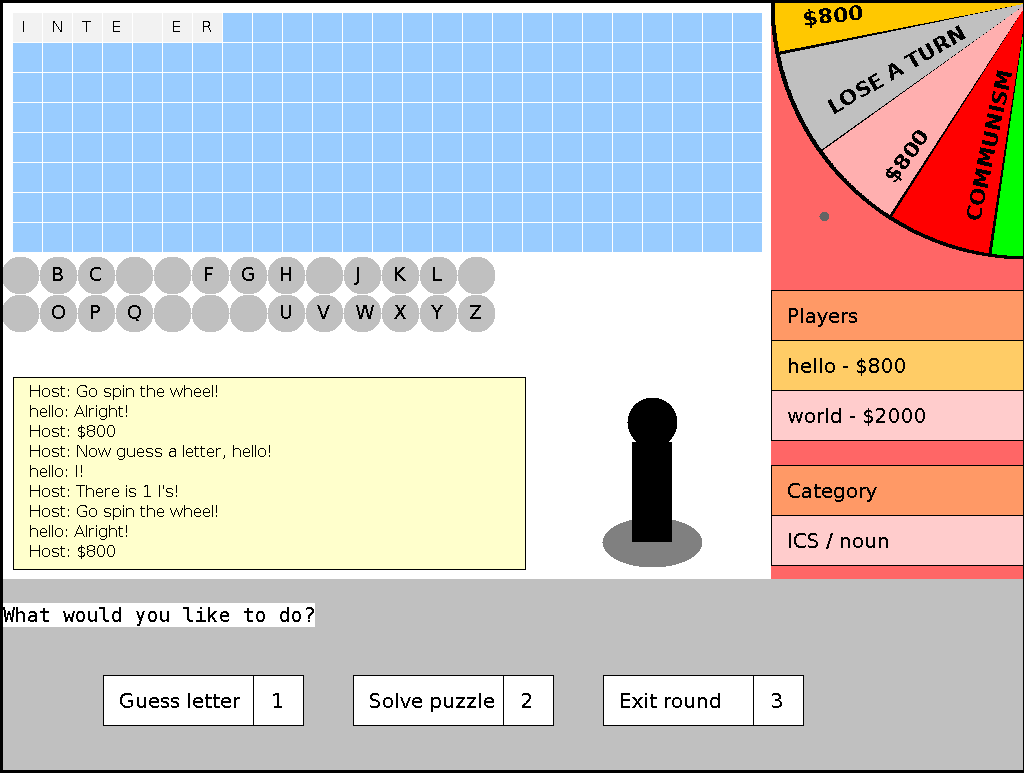 I N T E E R
$800
LOSE A TURN
$800
COMMUNISM
B C F G H J K L
O P Q U V W X Y Z
Players
hello - $800
world - $2000
Category
ICS / noun
Host: Go spin the wheel!
hello: Alright!
Host: $800
Host: Now guess a letter, hello!
hello: I!
Host: There is 1 I's!
Host: Go spin the wheel!
hello: Alright!
Host: $800
What would you like to do?
Guess letter 1
Solve puzzle 2
Exit round 3